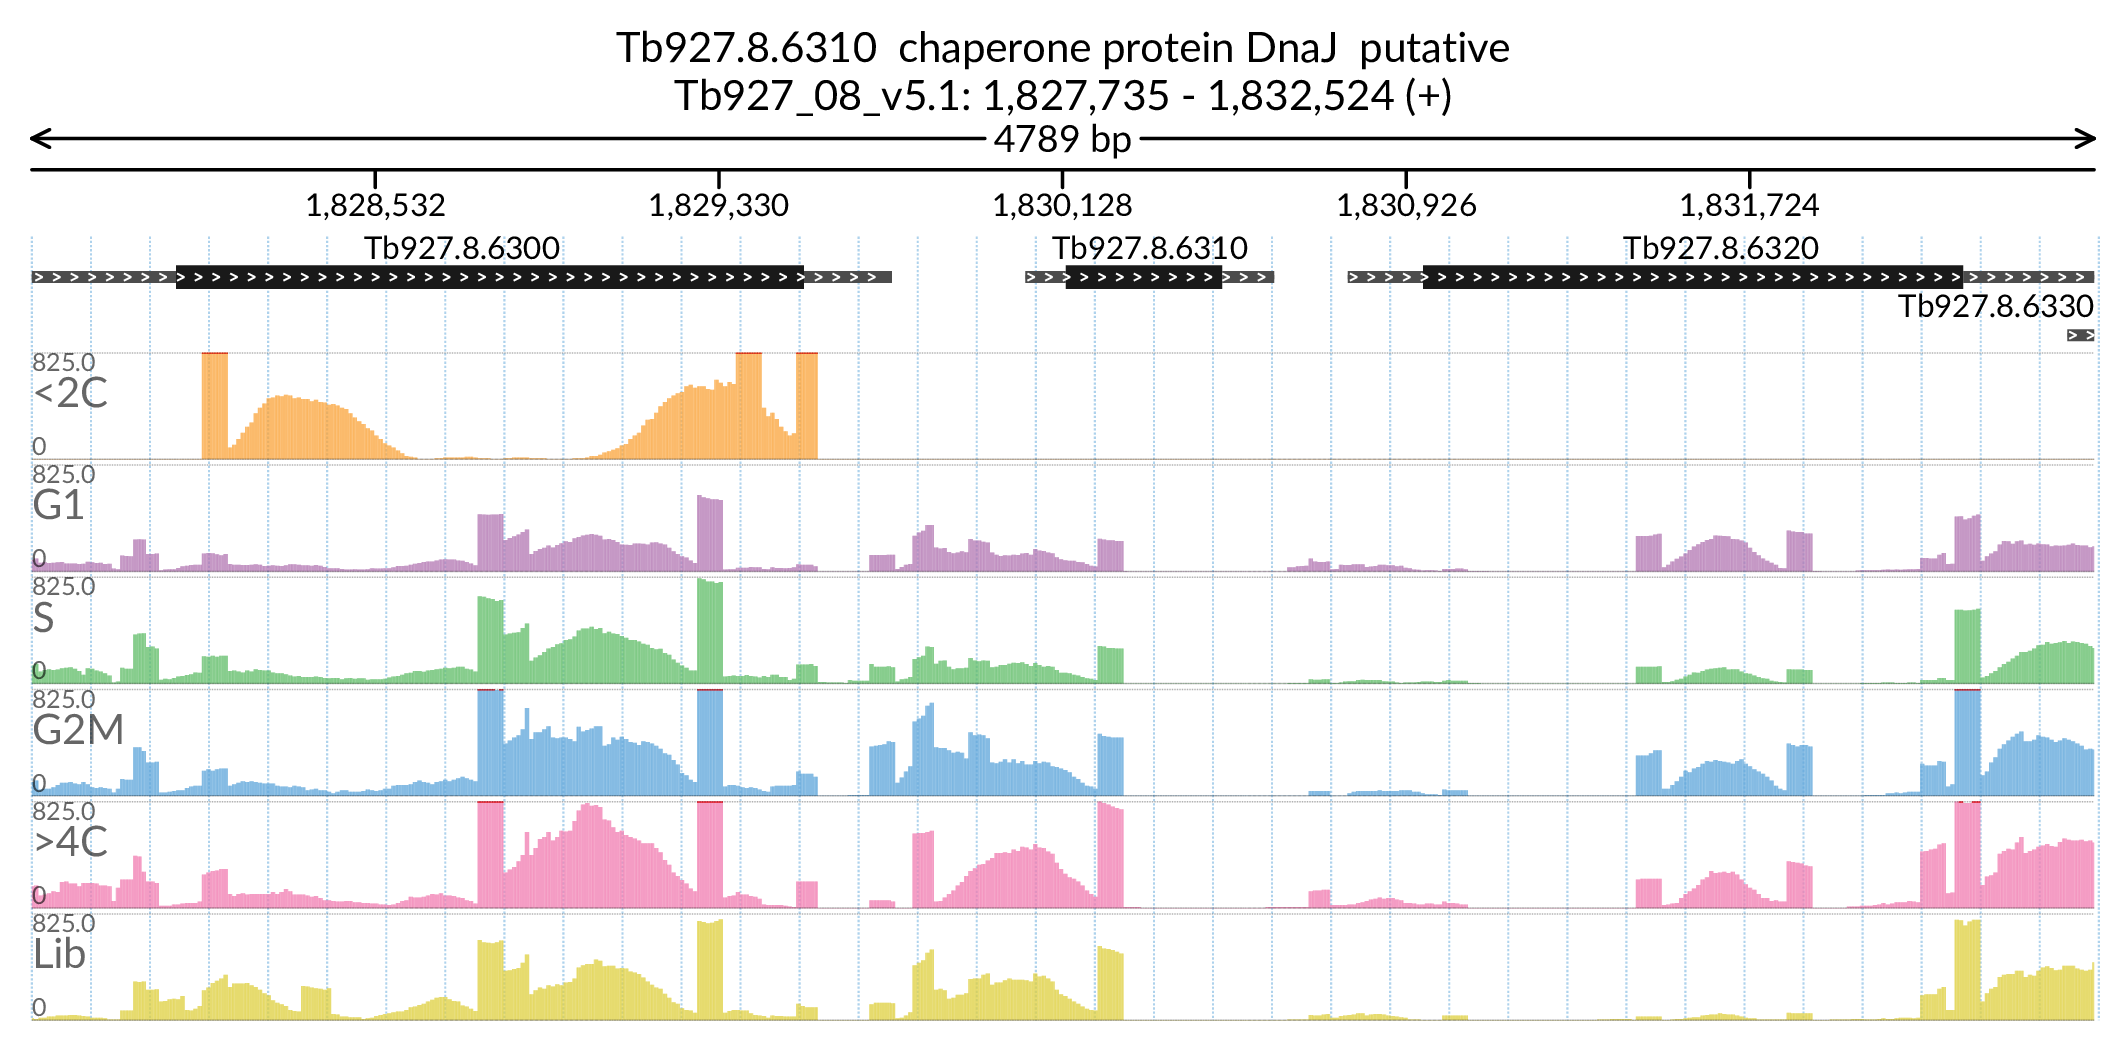 Tb927.8.6310  chaperone protein DnaJ  putative
Tb927_08_v5.1: 1,827,735 - 1,832,524 (+)
4789 bp
1,828,532 1,829,330 1,830,128 1,830,926 1,831,724
Tb927.8.6300 Tb927.8.6310 Tb927.8.6320
Tb927.8.6330
825.0
<2C
0
825.0
G1
0
825.0
S
0
825.0
G2M
0
825.0
>4C
0
825.0
Lib
0